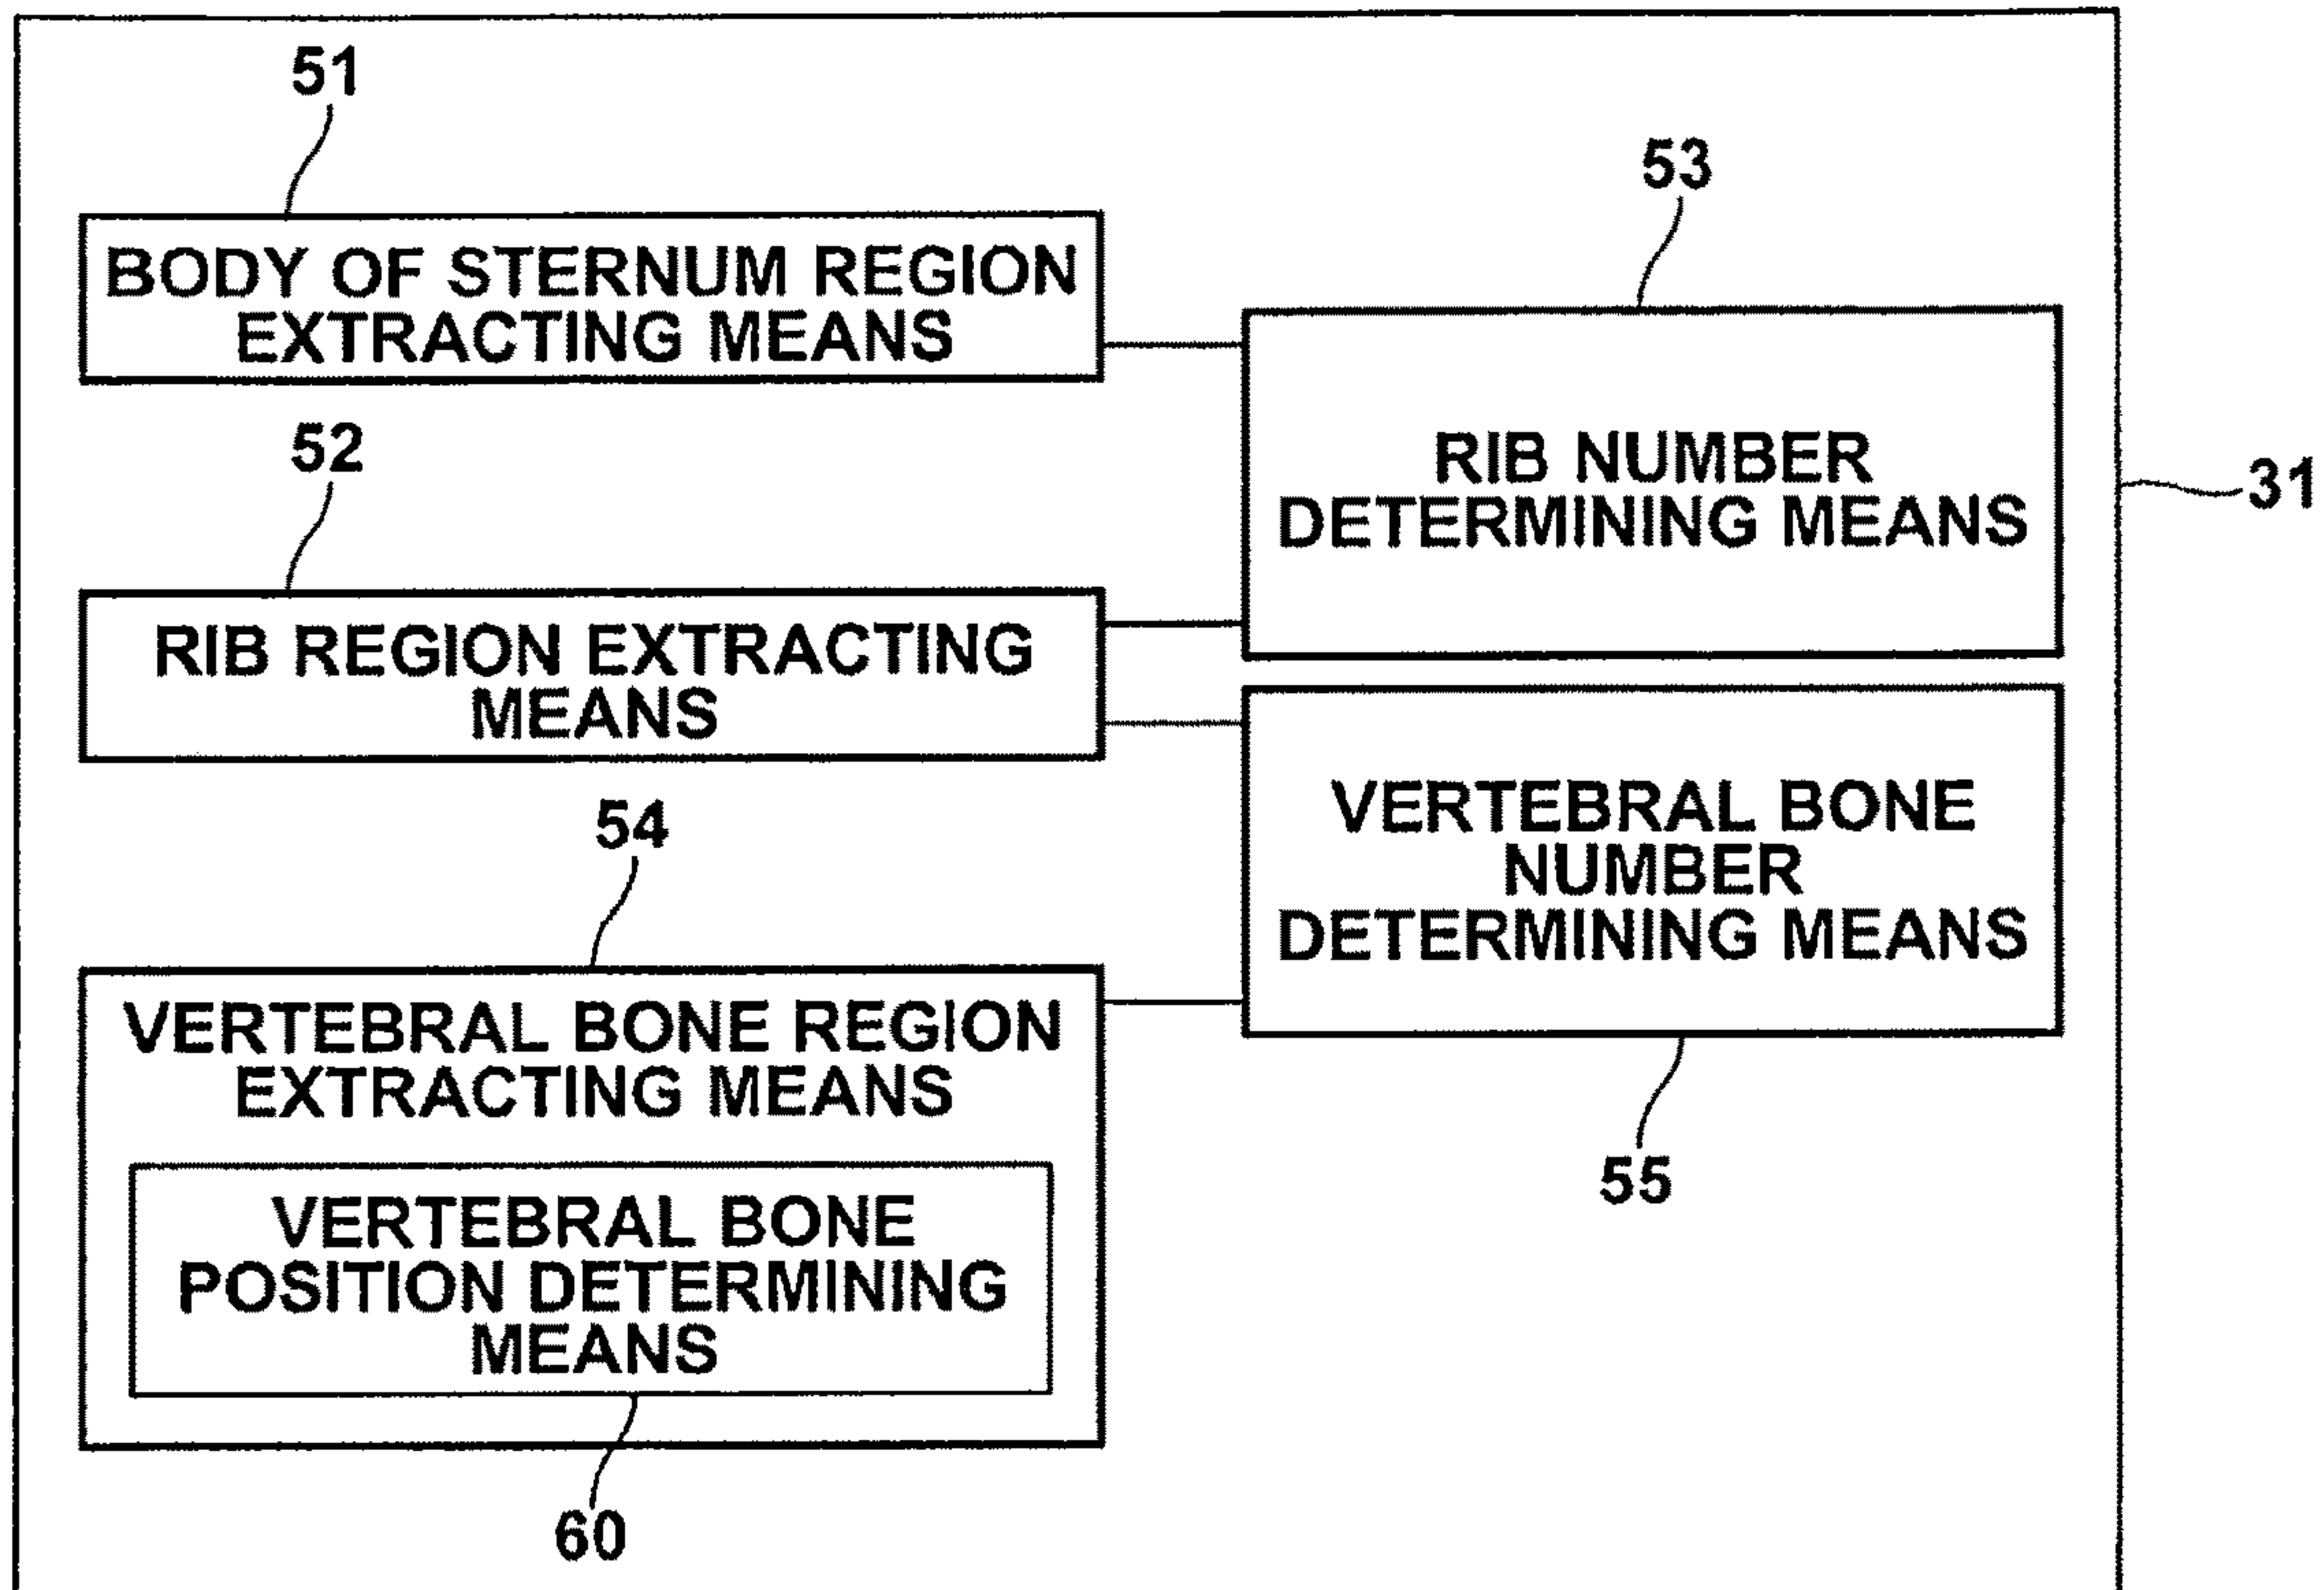 51
BODY OF STERNUM REGION
EXTRACTING MEANS
53
RIB NUMBER
DETERMINING MEANS
31
52
RIB REGION EXTRACTING
MEANS
VERTEBRAL BONE
NUMBER
DETERMINING MEANS
55
54
VERTEBRAL BONE REGION
EXTRACTING MEANS
VERTEBRAL BONE
POSITION DETERMINING
MEANS
60